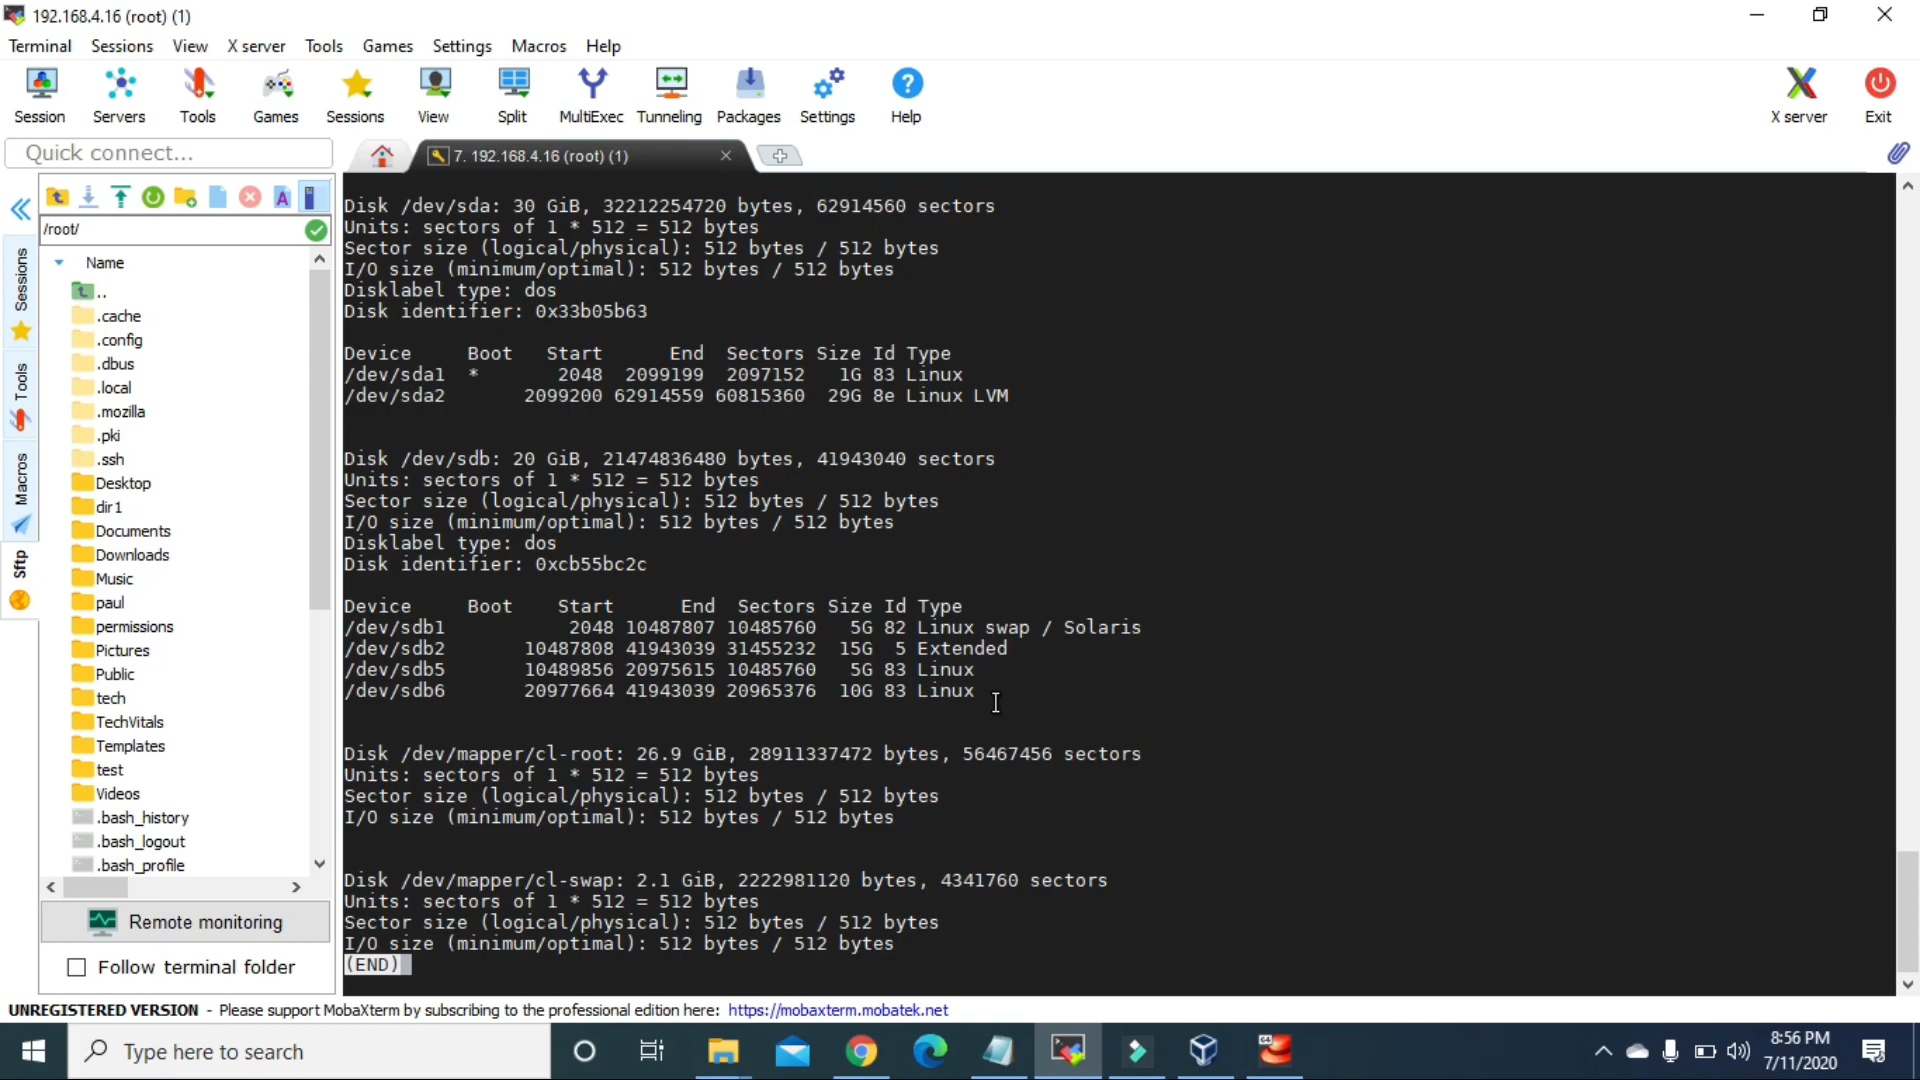 192.168.4.16 (root) (1)
Terminal Sessions View X server Tools Games Settings Macros Help
Session Servers Tools Games Sessions View Split MultiExec Tunneling Packages Settings Help X server Exit
Quick connect...
7. 192.168.4.16 (root) (1)
/root/
Name
..
.cache
.config
.dbus
.local
.mozilla
.pki
.ssh
Desktop
dir1
Documents
Downloads
Music
paul
permissions
Pictures
Public
tech
TechVitals
Templates
test
Videos
.bash_history
.bash_logout
.bash_profile
Remote monitoring
Follow terminal folder
Sessions
Tools
Macros
Sftp
Disk /dev/sda: 30 GiB, 32212254720 bytes, 62914560 sectors
Units: sectors of 1 * 512 = 512 bytes
Sector size (logical/physical): 512 bytes / 512 bytes
I/O size (minimum/optimal): 512 bytes / 512 bytes
Disklabel type: dos
Disk identifier: 0x33b05b63
Device     Boot   Start      End  Sectors Size Id Type
/dev/sda1  *       2048  2099199  2097152   1G 83 Linux
/dev/sda2       2099200 62914559 60815360  29G 8e Linux LVM
Disk /dev/sdb: 20 GiB, 21474836480 bytes, 41943040 sectors
Units: sectors of 1 * 512 = 512 bytes
Sector size (logical/physical): 512 bytes / 512 bytes
I/O size (minimum/optimal): 512 bytes / 512 bytes
Disklabel type: dos
Disk identifier: 0xcb55bc2c
Device     Boot    Start      End  Sectors Size Id Type
/dev/sdb1           2048 10487807 10485760   5G 82 Linux swap / Solaris
/dev/sdb2       10487808 41943039 31455232  15G  5 Extended
/dev/sdb5       10489856 20975615 10485760   5G 83 Linux
/dev/sdb6       20977664 41943039 20965376  10G 83 Linux
Disk /dev/mapper/cl-root: 26.9 GiB, 28911337472 bytes, 56467456 sectors
Units: sectors of 1 * 512 = 512 bytes
Sector size (logical/physical): 512 bytes / 512 bytes
I/O size (minimum/optimal): 512 bytes / 512 bytes
Disk /dev/mapper/cl-swap: 2.1 GiB, 2222981120 bytes, 4341760 sectors
Units: sectors of 1 * 512 = 512 bytes
Sector size (logical/physical): 512 bytes / 512 bytes
I/O size (minimum/optimal): 512 bytes / 512 bytes
(END)
UNREGISTERED VERSION - Please support MobaXterm by subscribing to the professional edition here: https://mobaxterm.mobatek.net
Type here to search
8:56 PM
7/11/2020